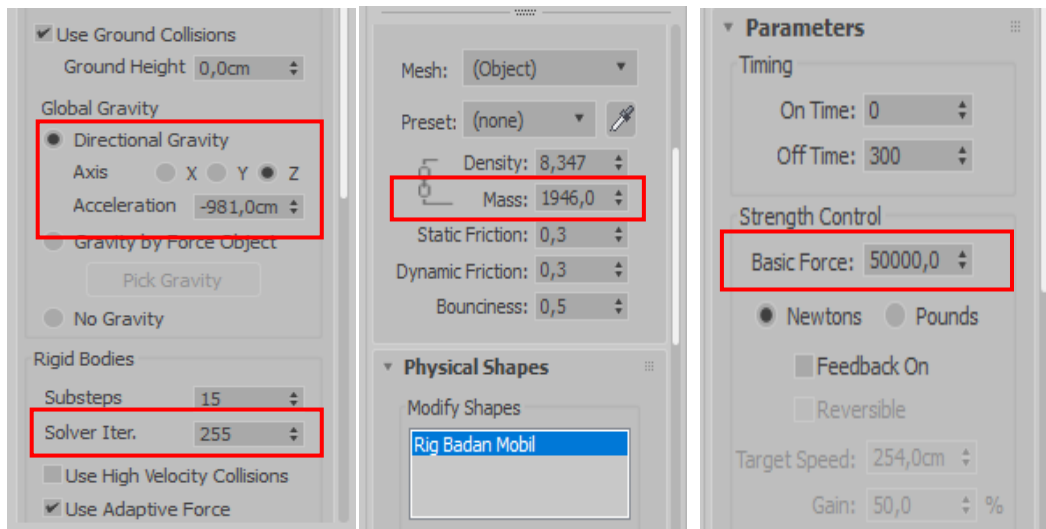 Use Ground Collisions
Ground Height 0,0cm
Global Gravity
Directional Gravity
Axis X Y Z
Acceleration -981,0cm
Gravity by Force Object
Pick Gravity
No Gravity
Rigid Bodies
Substeps 15
Solver Iter. 255
Use High Velocity Collisions
Use Adaptive Force
Mesh: (Object)
Preset: (none)
Density: 8,347
Mass: 1946,0
Static Friction: 0,3
Dynamic Friction: 0,3
Bounciness: 0,5
Physical Shapes
Modify Shapes
Rig Badan Mobil
Parameters
Timing
On Time: 0
Off Time: 300
Strength Control
Basic Force: 50000,0
Newtons Pounds
Feedback On
Reversible
Target Speed: 254,0cm
Gain: 50,0 %